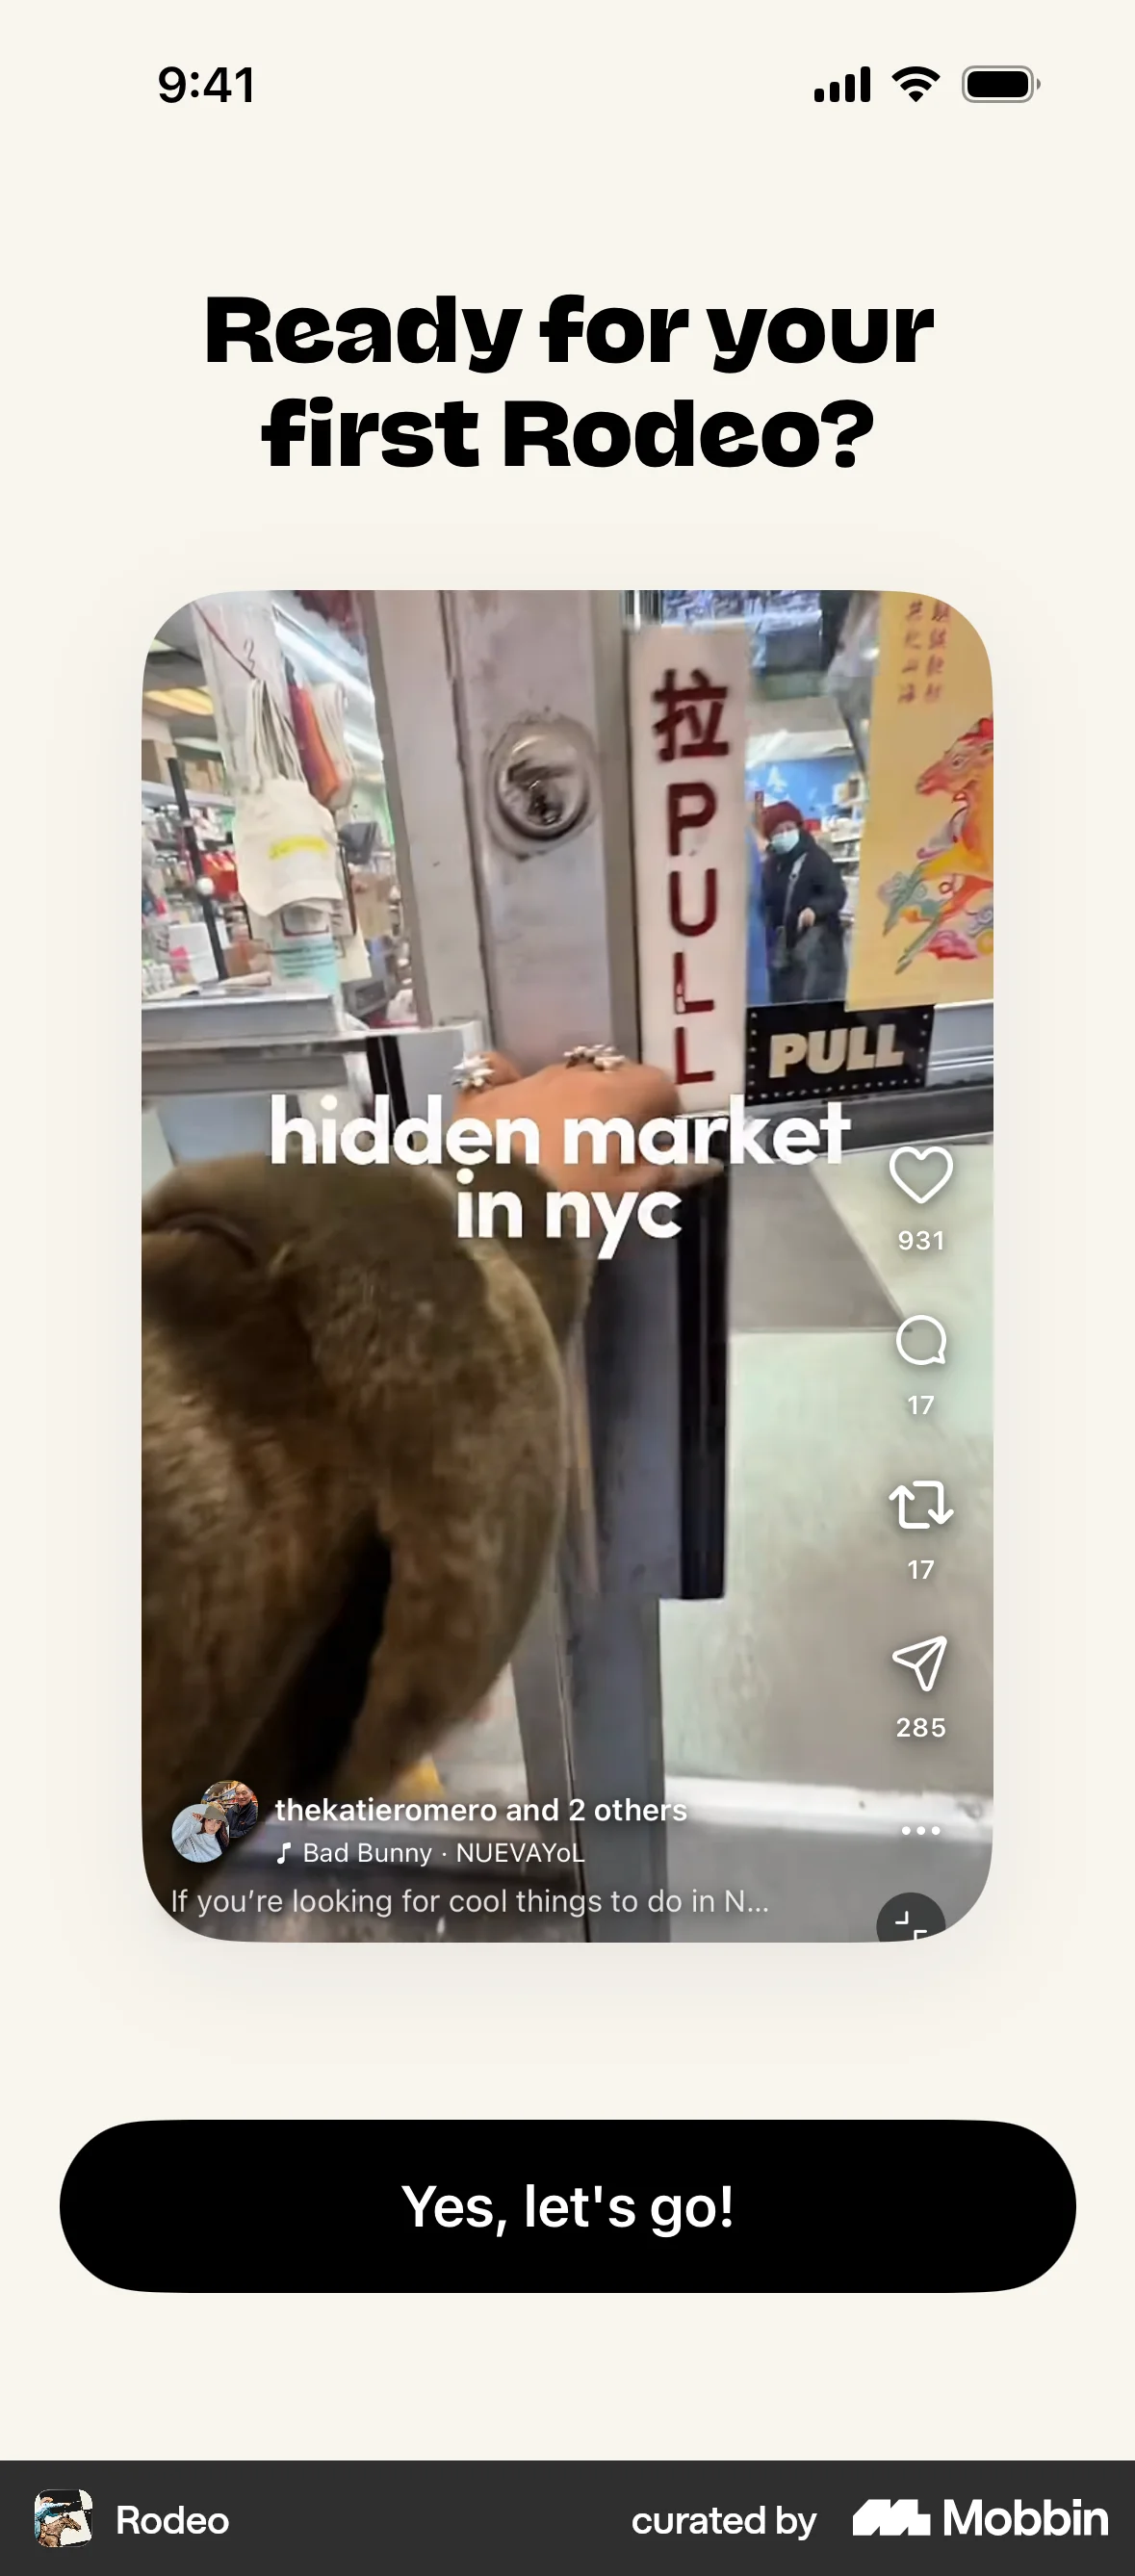 9:41
Ready for your
first Rodeo?
拉
PULL
PULL
hidden market
in nyc
931
17
17
285
thekatieromero and 2 others
Bad Bunny · NUEVAYoL
If you’re looking for cool things to do in N...
Yes, let's go!
Rodeo
curated by Mobbin